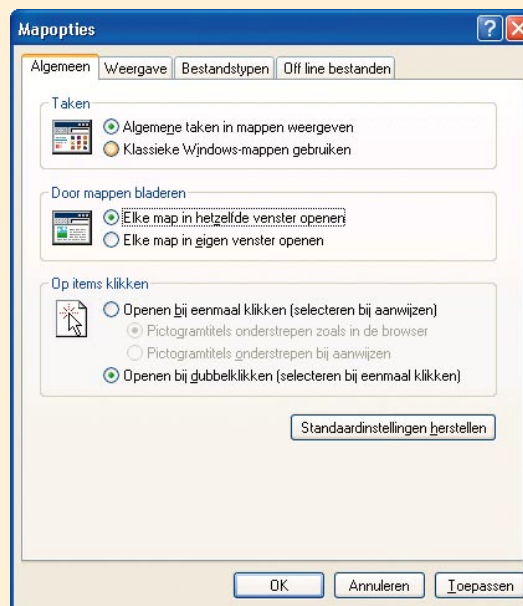 Mapopties
Algemeen Weergave Bestandstypen Off line bestanden
Taken
Algemene taken in mappen weergeven
Klassieke Windows-mappen gebruiken
Door mappen bladeren
Elke map in hetzelfde venster openen
Elke map in eigen venster openen
Op items klikken
Openen bij eenmaal klikken (selecteren bij aanwijzen)
Pictogramtitels onderstrepen zoals in de browser
Pictogramtitels onderstrepen bij aanwijzen
Openen bij dubbelklikken (selecteren bij eenmaal klikken)
Standaardinstellingen herstellen
OK Annuleren Toepassen